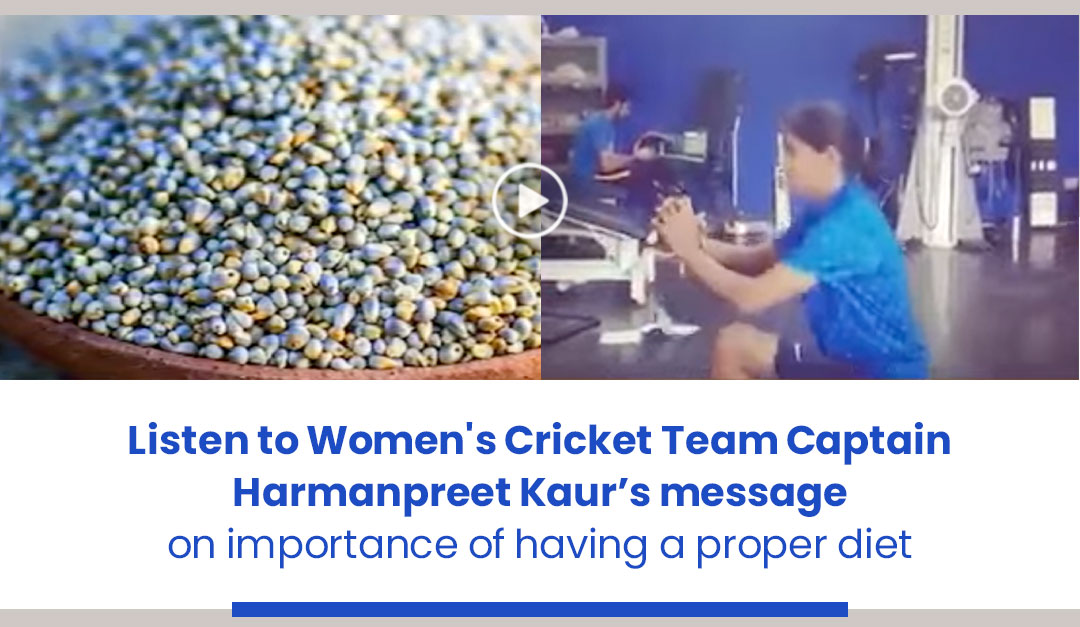 Listen to Women's Cricket Team Captain
Harmanpreet Kaur’s message
on importance of having a proper diet